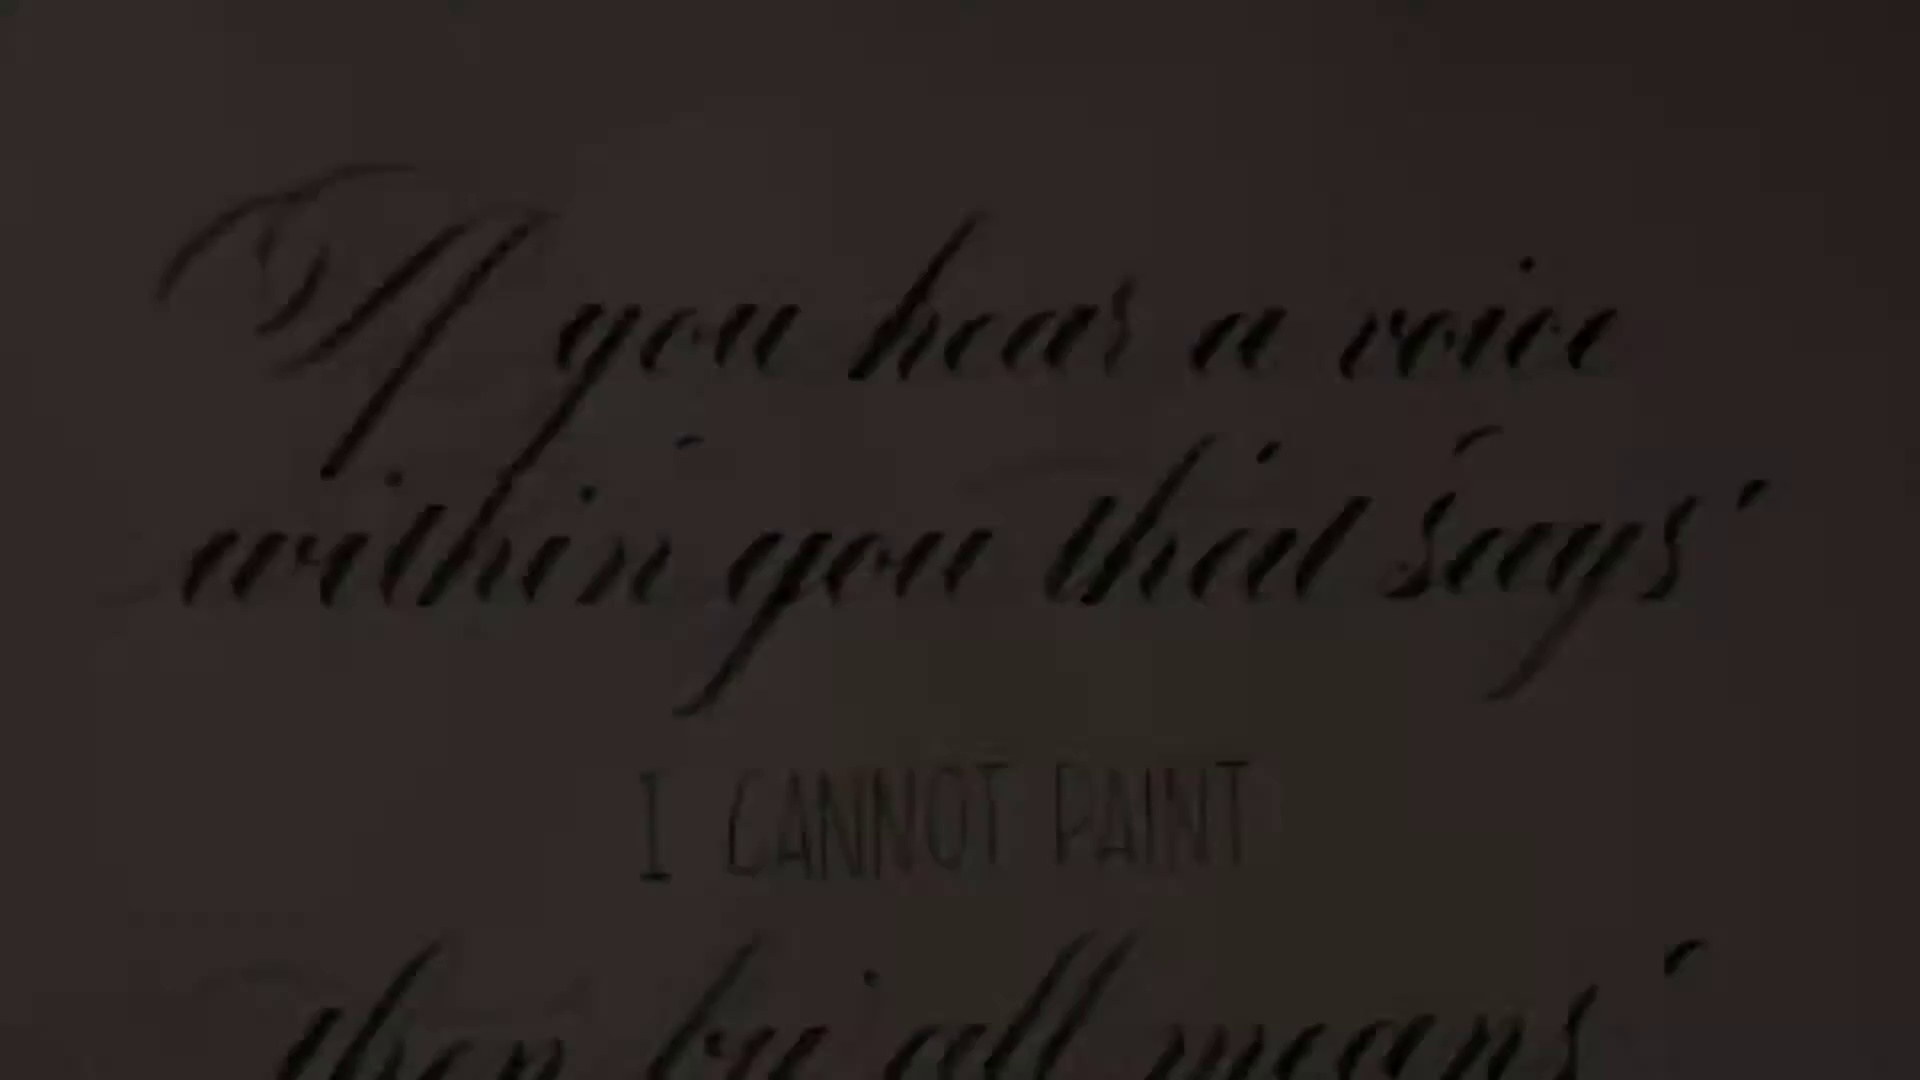 If you hear a voice
within you that says
I CANNOT PAINT
then by all means